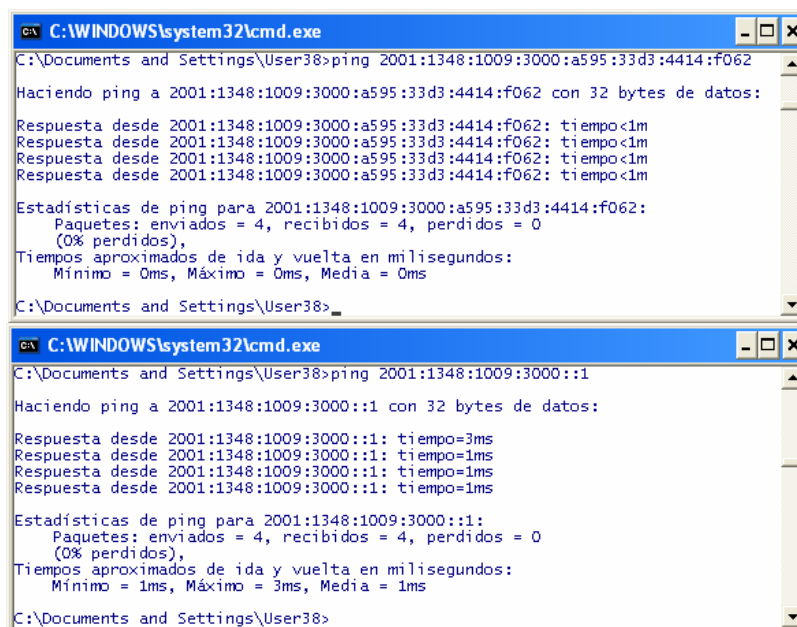 C:\WINDOWS\system32\cmd.exe
C:\Documents and Settings\User38>ping 2001:1348:1009:3000:a595:33d3:4414:f062
Haciendo ping a 2001:1348:1009:3000:a595:33d3:4414:f062 con 32 bytes de datos:
Respuesta desde 2001:1348:1009:3000:a595:33d3:4414:f062: tiempo<1m
Respuesta desde 2001:1348:1009:3000:a595:33d3:4414:f062: tiempo<1m
Respuesta desde 2001:1348:1009:3000:a595:33d3:4414:f062: tiempo<1m
Respuesta desde 2001:1348:1009:3000:a595:33d3:4414:f062: tiempo<1m
Estadísticas de ping para 2001:1348:1009:3000:a595:33d3:4414:f062:
Paquetes: enviados = 4, recibidos = 4, perdidos = 0
(0% perdidos),
Tiempos aproximados de ida y vuelta en milisegundos:
Mínimo = 0ms, Máximo = 0ms, Media = 0ms
C:\Documents and Settings\User38>_
C:\WINDOWS\system32\cmd.exe
C:\Documents and Settings\User38>ping 2001:1348:1009:3000::1
Haciendo ping a 2001:1348:1009:3000::1 con 32 bytes de datos:
Respuesta desde 2001:1348:1009:3000::1: tiempo=3ms
Respuesta desde 2001:1348:1009:3000::1: tiempo=1ms
Respuesta desde 2001:1348:1009:3000::1: tiempo=1ms
Respuesta desde 2001:1348:1009:3000::1: tiempo=1ms
Estadísticas de ping para 2001:1348:1009:3000::1:
Paquetes: enviados = 4, recibidos = 4, perdidos = 0
(0% perdidos),
Tiempos aproximados de ida y vuelta en milisegundos:
Mínimo = 1ms, Máximo = 3ms, Media = 1ms
C:\Documents and Settings\User38>